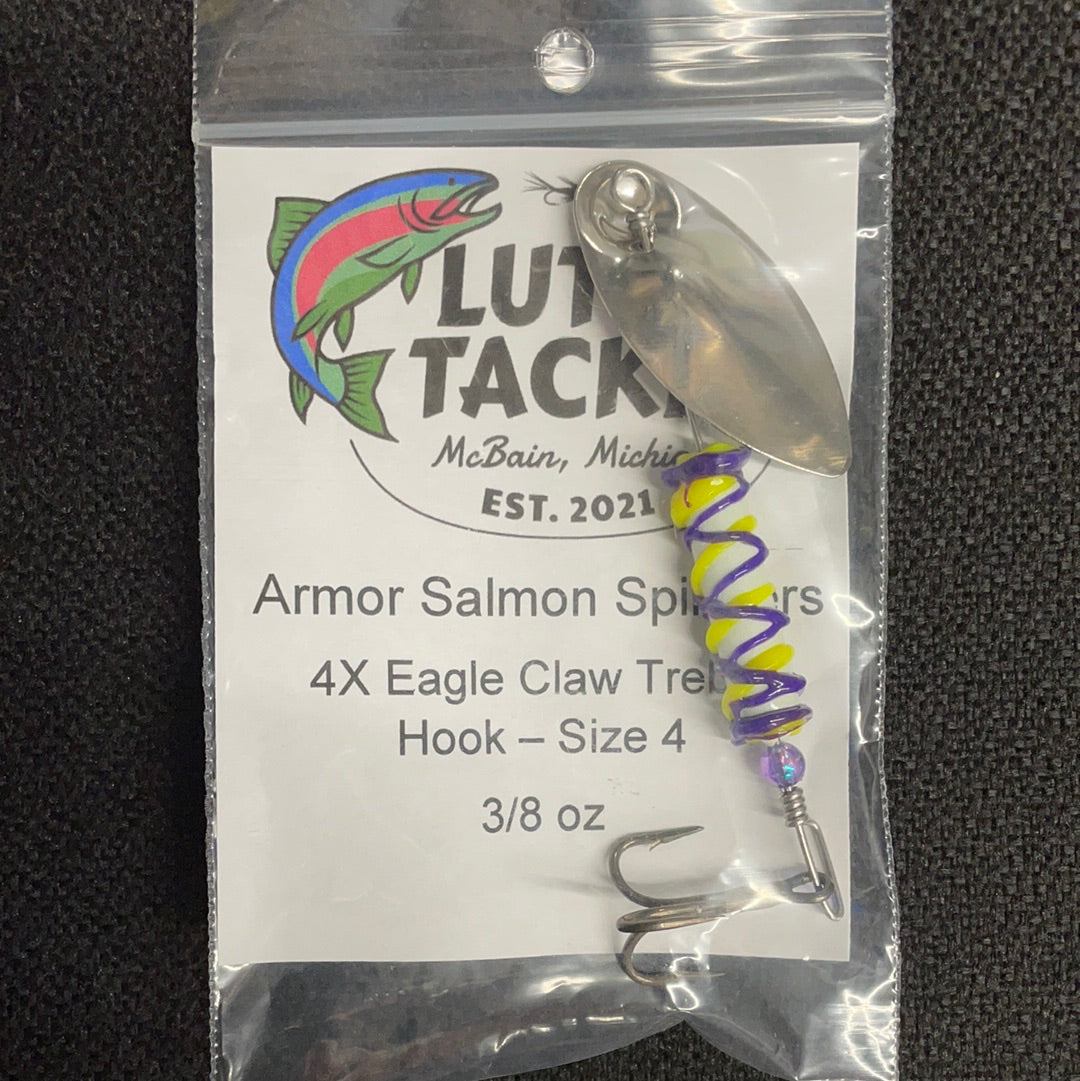 LUT
TACK
McBain, Michi
EST. 2021
Armor Salmon Spi ers
4X Eagle Claw Treb
Hook – Size 4
3/8 oz